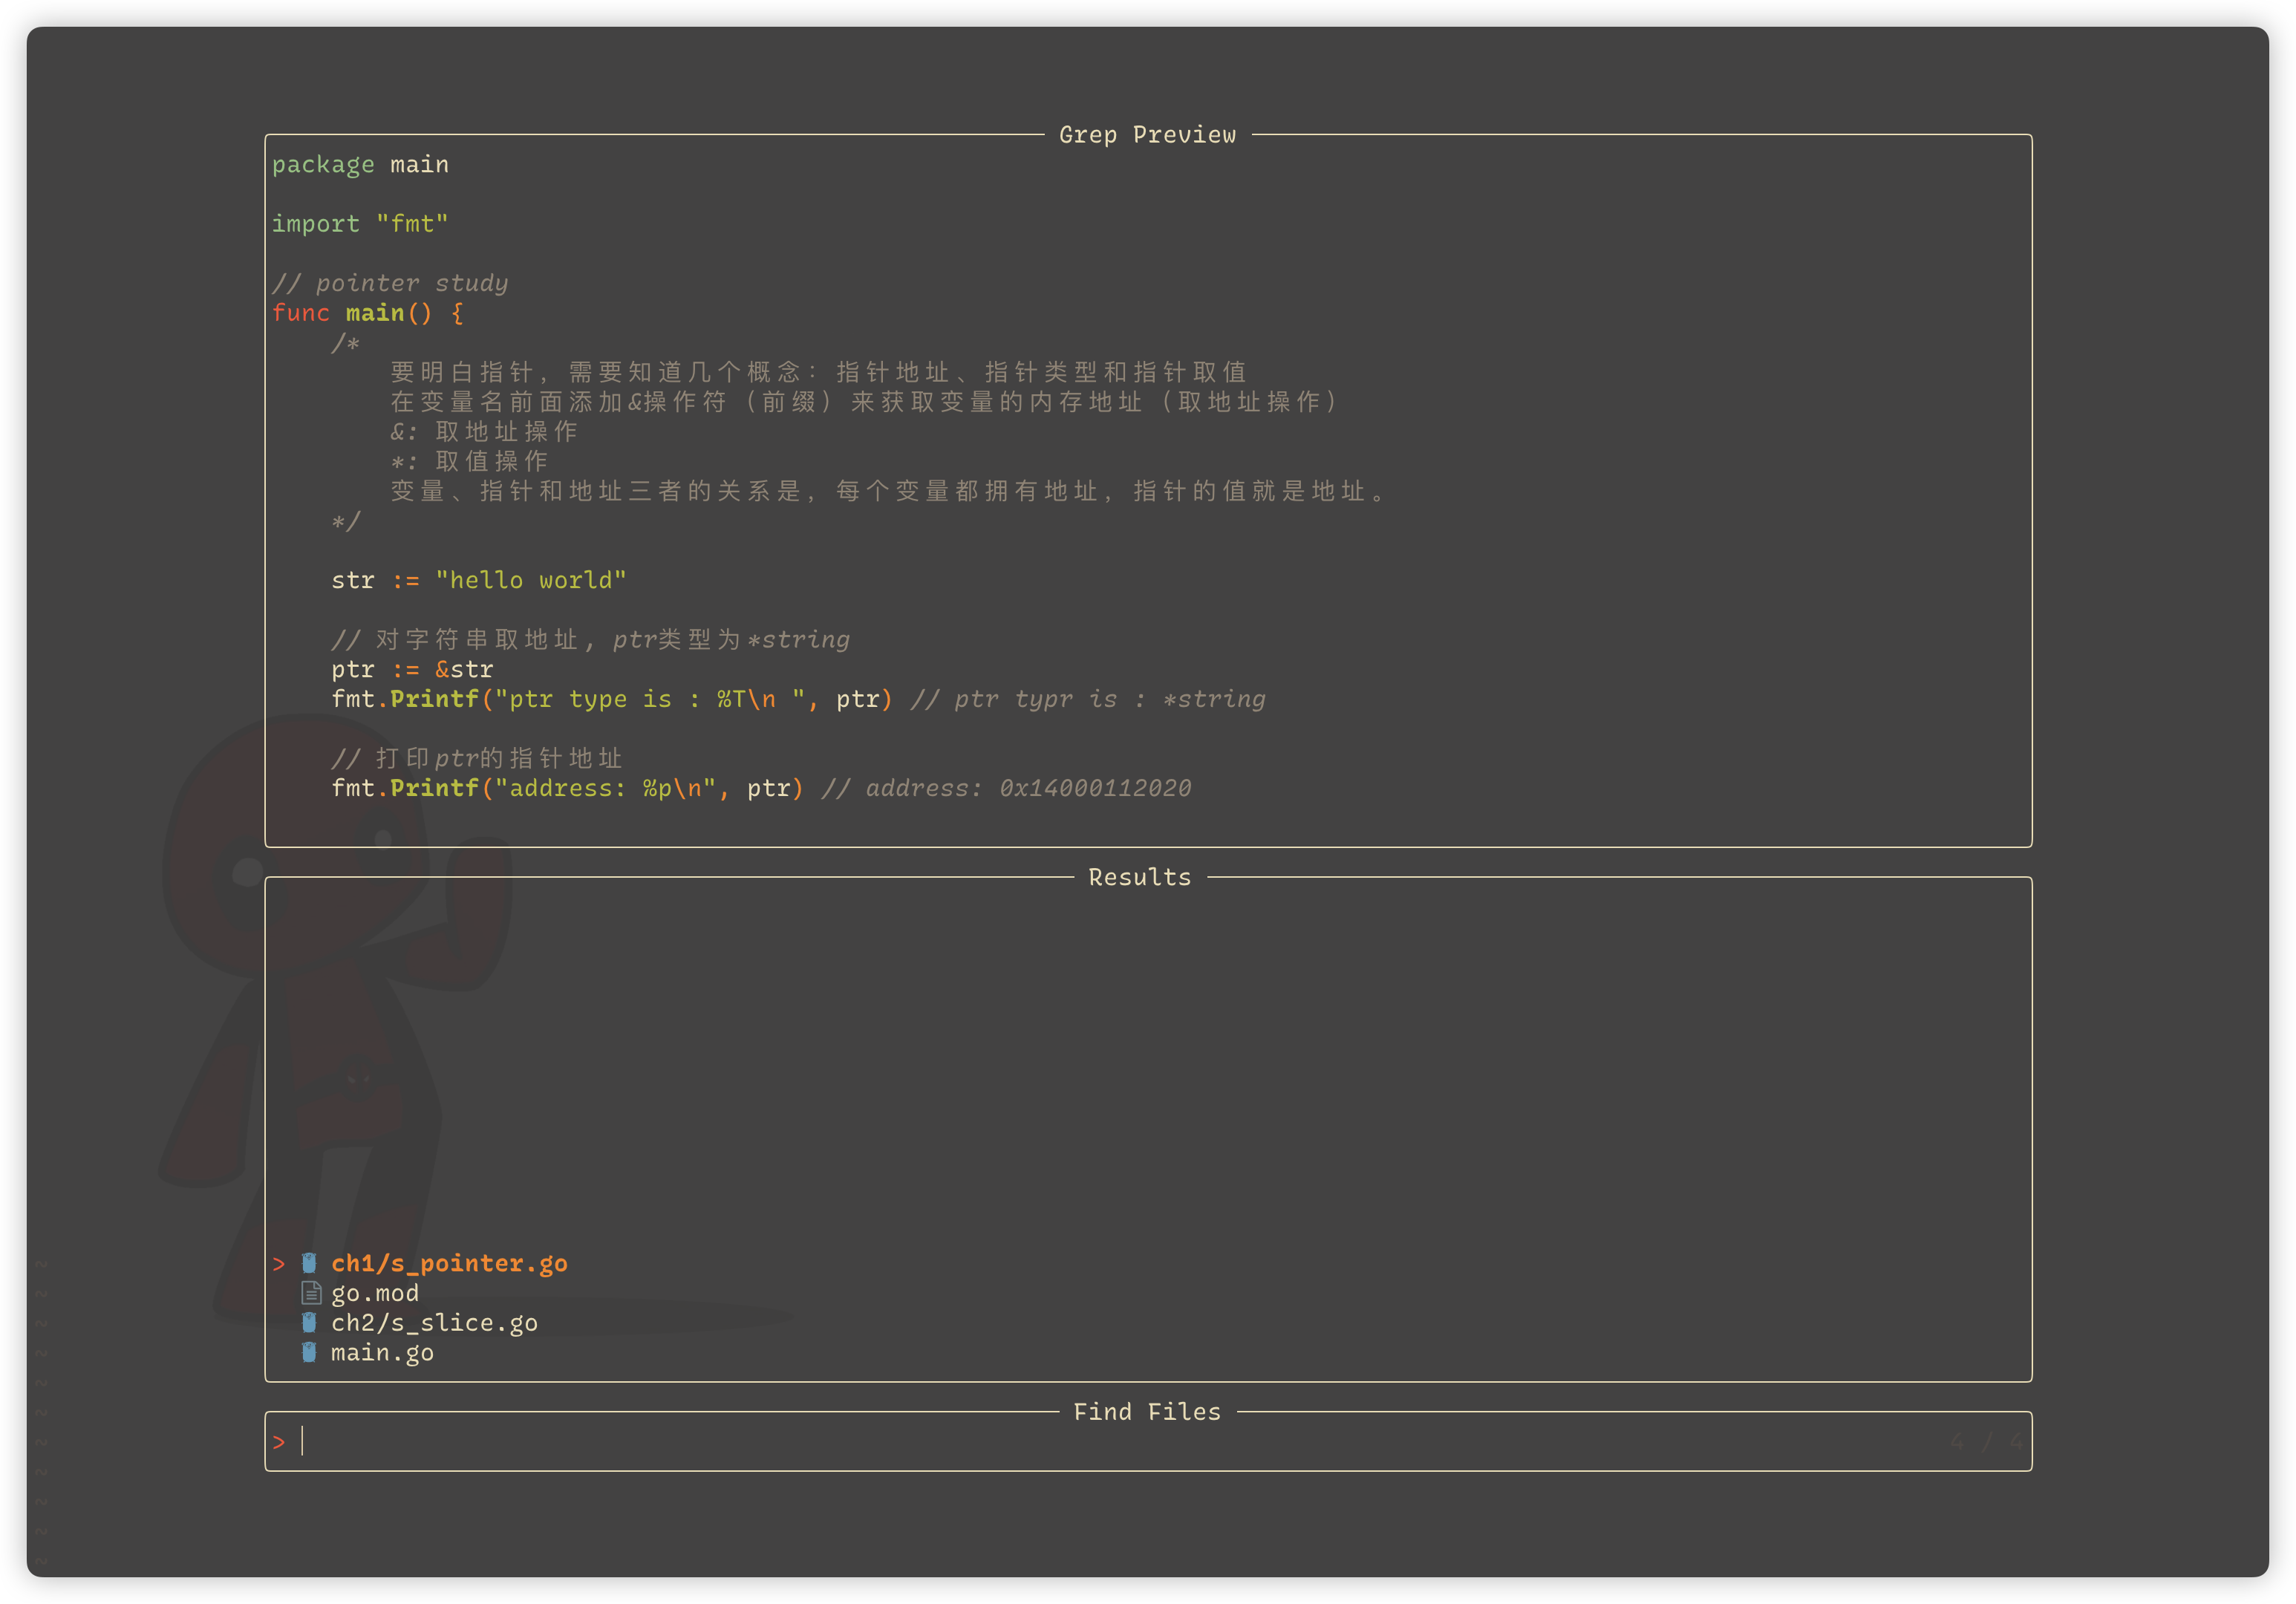 Grep Preview
package main
import "fmt"
// pointer study
func main() {
/*
要明白指针，需要知道几个概念：指针地址、指针类型和指针取值
在变量名前面添加&操作符（前缀）来获取变量的内存地址（取地址操作）
&: 取地址操作
*: 取值操作
变量、指针和地址三者的关系是，每个变量都拥有地址，指针的值就是地址。
*/
str := "hello world"
// 对字符串取地址, ptr类型为*string
ptr := &str
fmt.Printf("ptr type is : %T\n ", ptr) // ptr typr is : *string
// 打印ptr的指针地址
fmt.Printf("address: %p\n", ptr) // address: 0x14000112020
Results
> ch1/s_pointer.go
go.mod
ch2/s_slice.go
main.go
Find Files
> 4 / 4
~
~
~
~
~
~
~
~
~
~
~